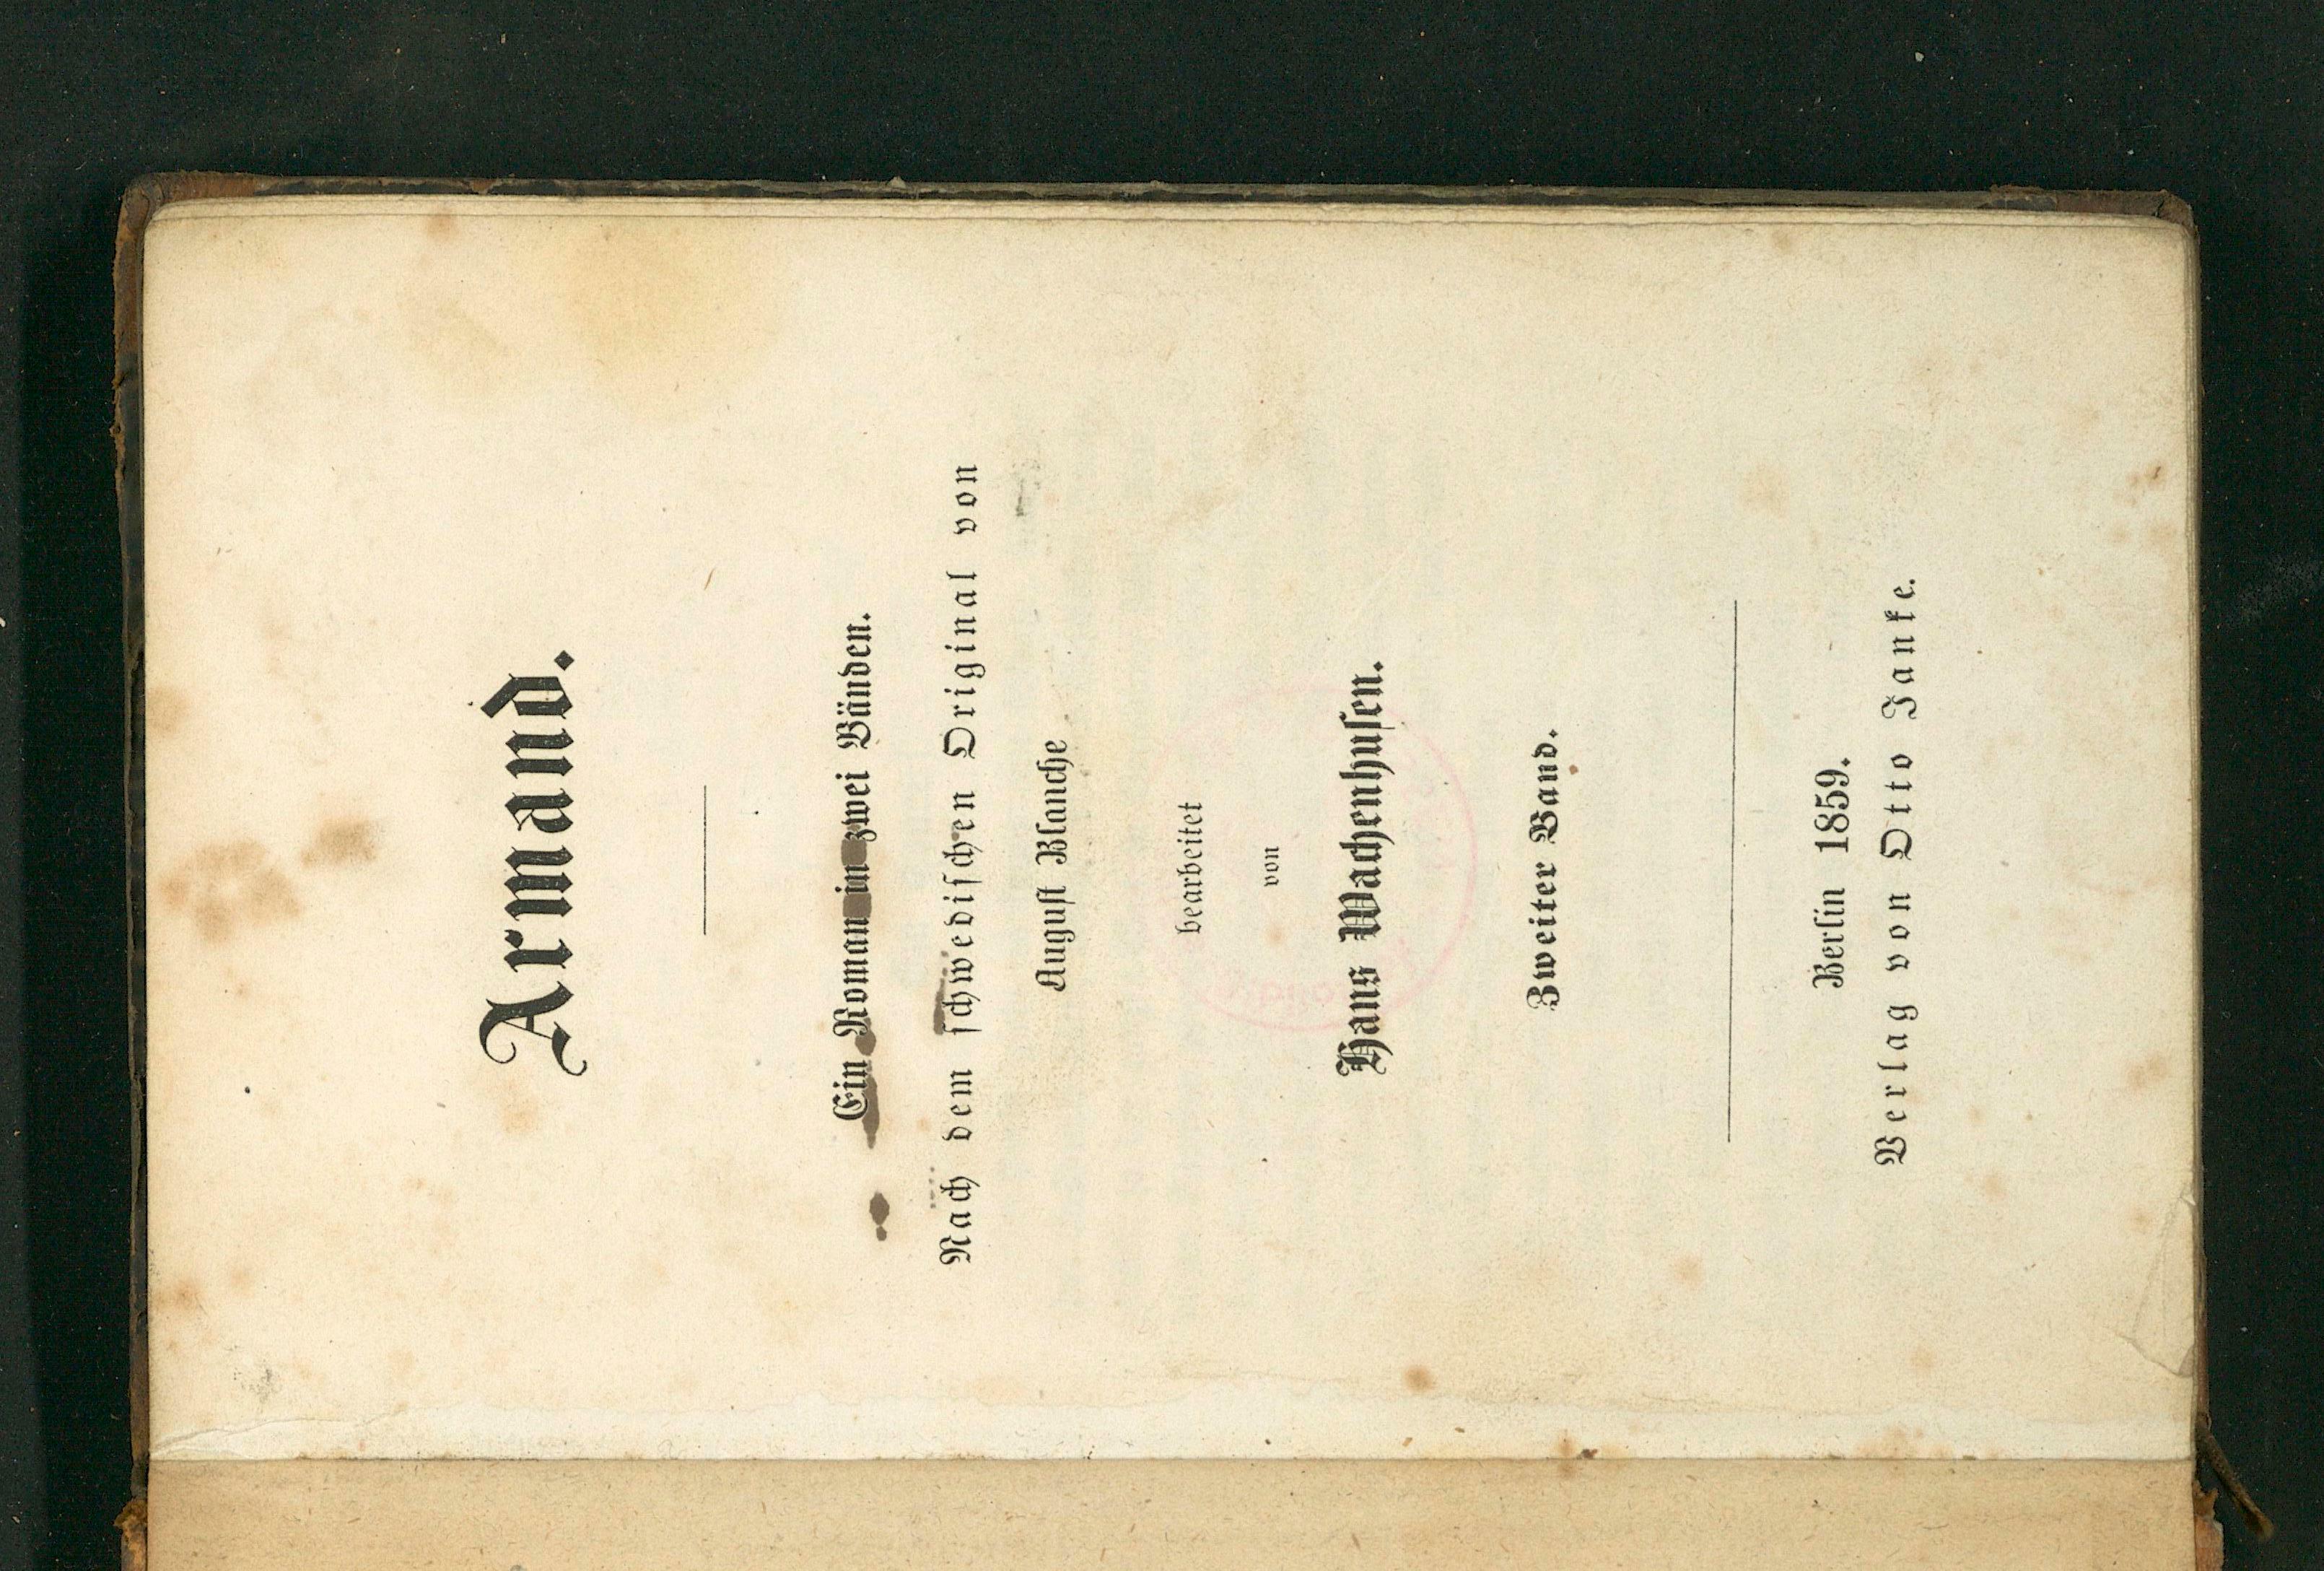 Armand.
Ein Roman in zwei Bänden.
Nach dem ſchwediſchen Original von
Auguſt Blanche
bearbeitet
von
Hans Wachenhuſen.
Zweiter Band.
Berlin 1859.
Verlag von Otto Janke.